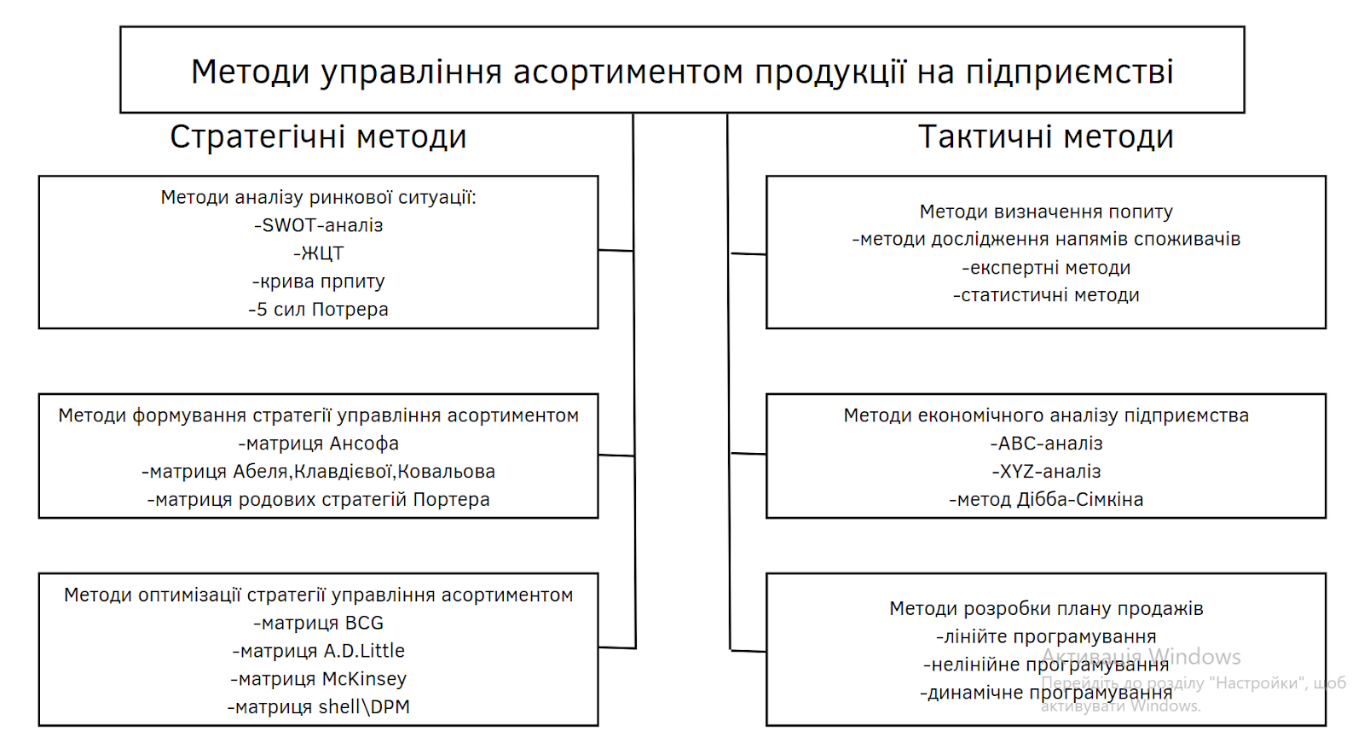 Методи управління асортиментом продукції на підприємстві
Стратегічні методи
Методи аналізу ринкової ситуації:
-SWOT-аналіз
-ЖЦТ
-крива прпиту
-5 сил Потрера
Методи формування стратегії управління асортиментом
-матриця Ансофа
-матриця Абеля,Клавдієвої,Ковальова
-матриця родових стратегій Портера
Методи оптимізації стратегії управління асортиментом
-матриця BCG
-матриця A.D.Little
-матриця McKinsey
-матриця shell\DPM
Тактичні методи
Методи визначення попиту
-методи дослідження напямів споживачів
-експертні методи
-статистичні методи
Методи економічного аналізу підприємства
-ABC-аналіз
-XYZ-аналіз
-метод Дібба-Сімкіна
Методи розробки плану продажів
-лінійте програмування
-нелінійне програмування
-динамічне програмування
Активація Windows
Перейдіть до розділу "Настройки", щоб
активувати Windows.